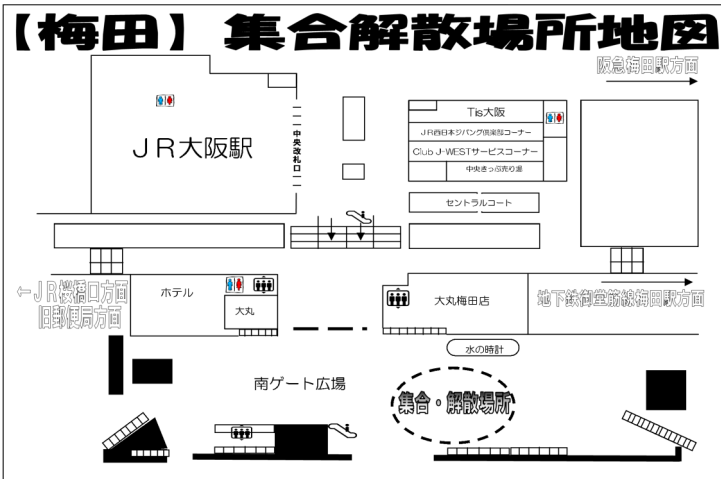 【梅田】 集合解散場所地図
阪急梅田駅方面
JR大阪駅
中央改札口
Tis大阪
JR西日本ジパング倶楽部コーナー
Club J-WESTサービスコーナー
中央きっぷ売り場
セントラルコート
←JR桜橋口方面
旧郵便局方面
ホテル
大丸
大丸梅田店
地下鉄御堂筋線梅田駅方面
水の時計
南ゲート広場
集合・解散場所